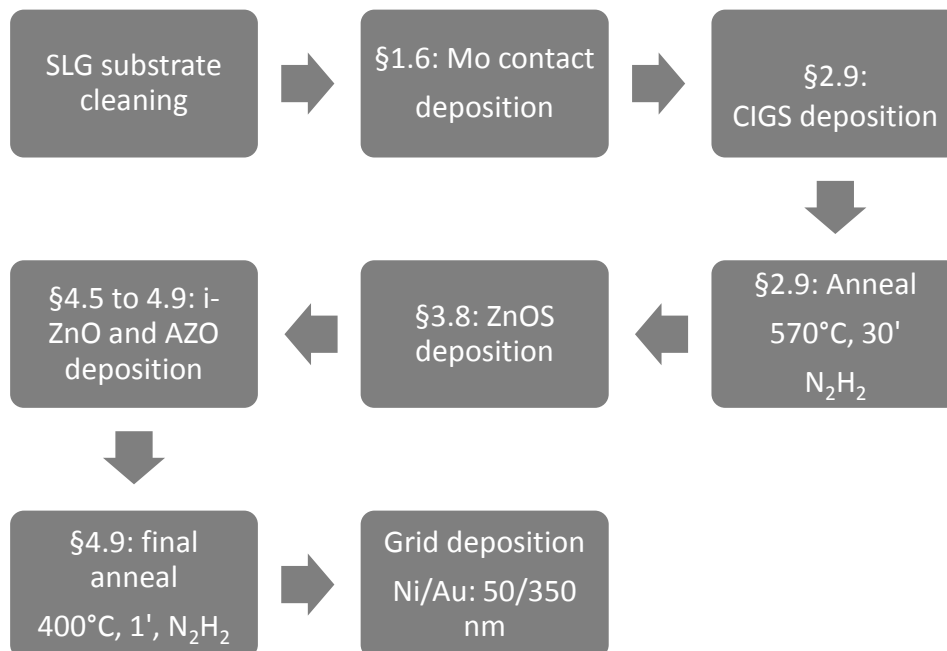 SLG substrate
cleaning
§1.6: Mo contact
deposition
§2.9:
CIGS deposition
§2.9: Anneal
570°C, 30'
N₂H₂
§3.8: ZnOS
deposition
§4.5 to 4.9: i-
ZnO and AZO
deposition
§4.9: final
anneal
400°C, 1', N₂H₂
Grid deposition
Ni/Au: 50/350
nm